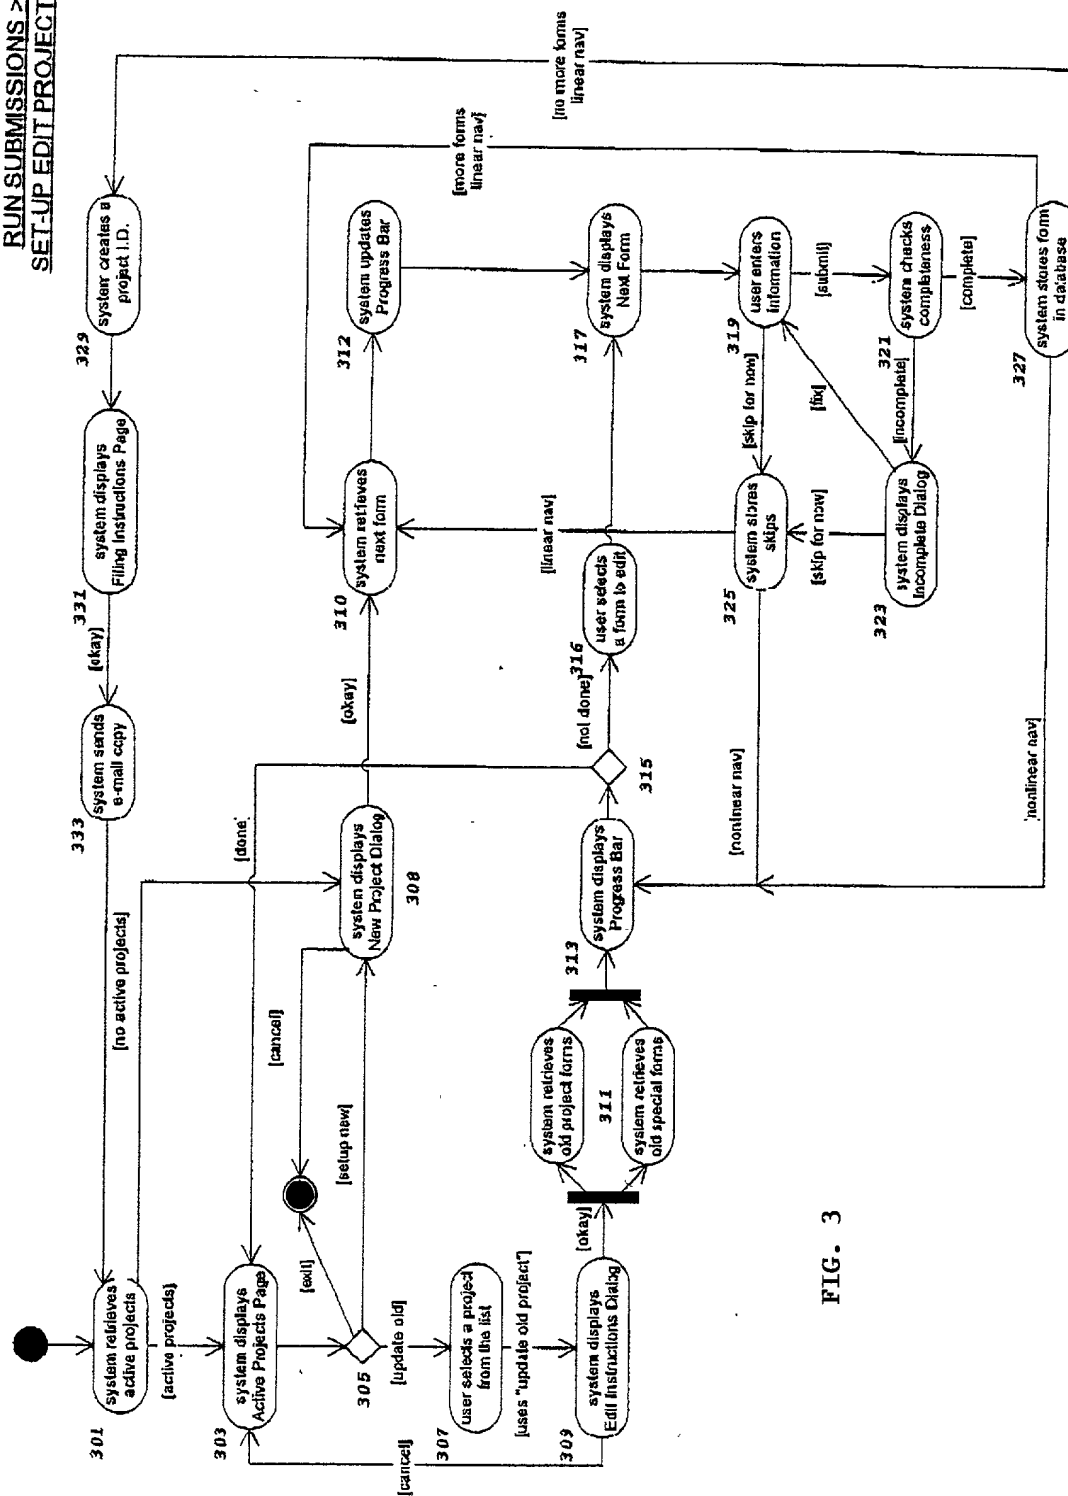 RUN SUBMISSIONS >
SET-UP EDIT PROJECT
301
system retrieves
active projects
[no active projects]
[active projects]
303
system displays
Active Projects Page
[exit]
[cancel]
[done]
305
[setup new]
[update old]
307
user selects a project
from the list
[uses "update old project"]
309
system displays
Edit Instructions Dialog
[cancel]
[okay]
system retrieves
old project forms
311
system retrieves
old special forms
313
system displays
Progress Bar
315
[not done]
316
user selects
a form to edit
308
system displays
New Project Dialog
[okay]
310
system retrieves
next form
312
system updates
Progress Bar
317
system displays
Next Form
319
user enters
Information
[submit]
[skip for now]
321
system checks
completeness
[complete]
[incomplete]
[fix]
323
system displays
Incomplete Dialog
[skip for now]
325
system stores
skips
[linear nav]
[nonlinear nav]
327
system stores form
in database
'nonlinear nav]
[more forms
linear nav]
[no more forms
linear nav]
329
system creates a
project I.D.
331
system displays
Filing Instructions Page
[okay]
333
system sends
e-mail copy
FIG. 3